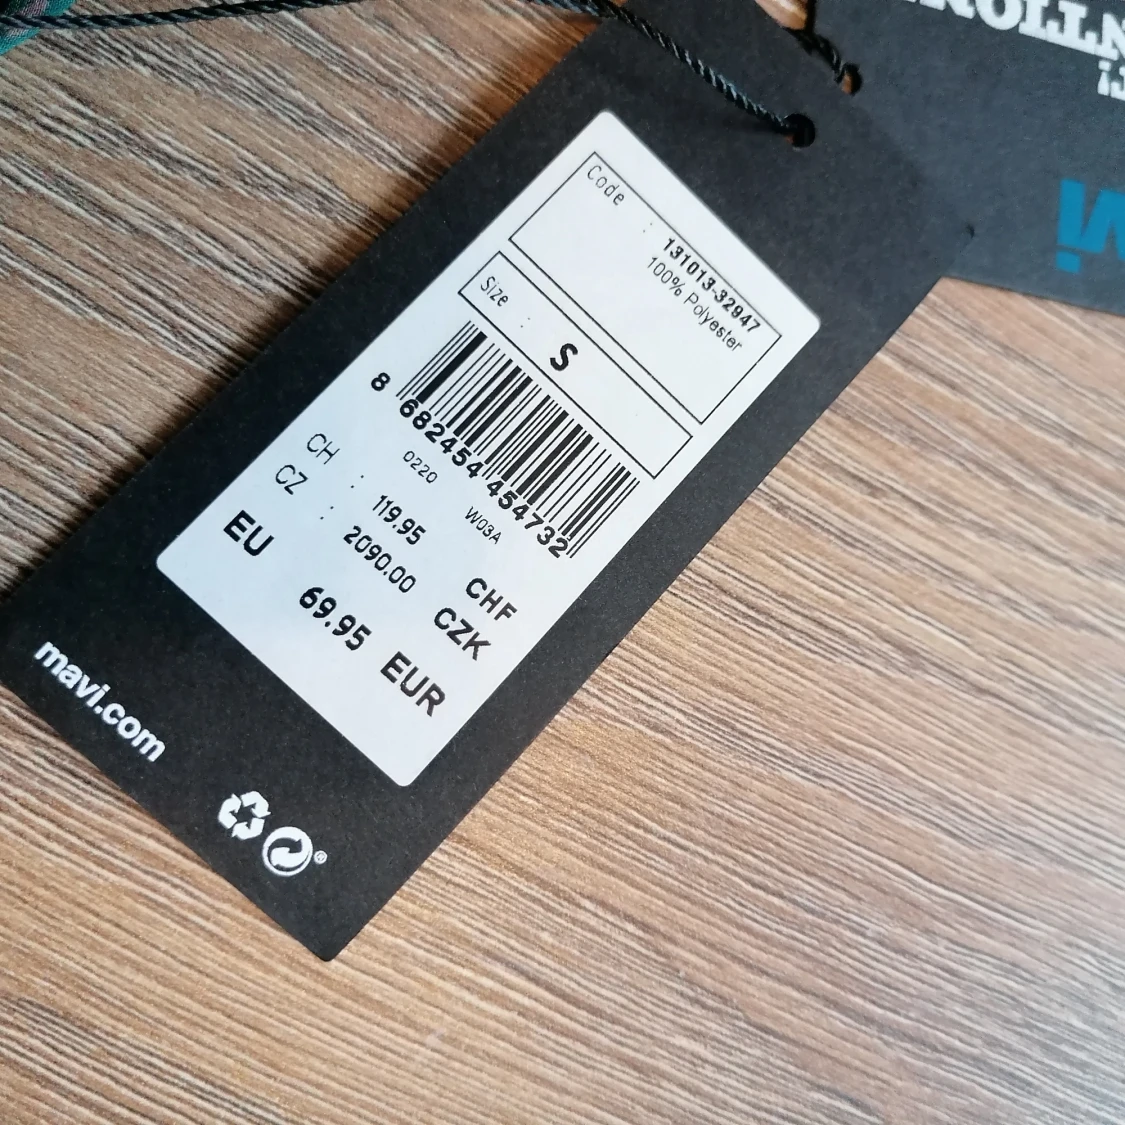 Code : 131013-32947
100% Polyester
Size : S
8 682454 454732
0220 W03A
CH : 119.95 CHF
CZ : 2090.00 CZK
EU 69.95 EUR
mavi.com
®